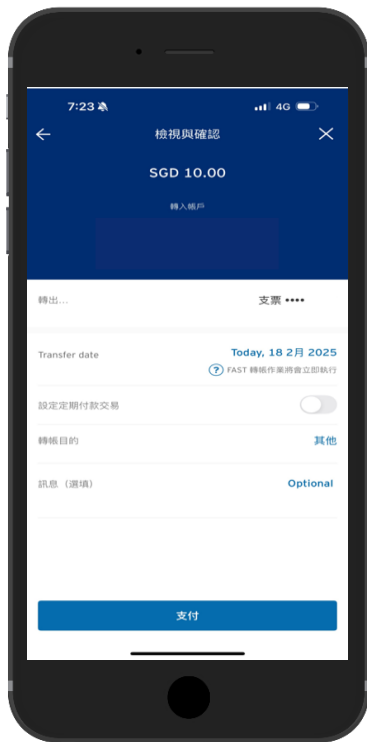 7:23
4G
檢視與確認
SGD 10.00
轉入帳戶
轉出... 支票 ••••
Transfer date Today, 18 2月 2025
? FAST 轉帳作業將會立即執行
設定定期付款交易
轉帳目的 其他
訊息（選填） Optional
支付